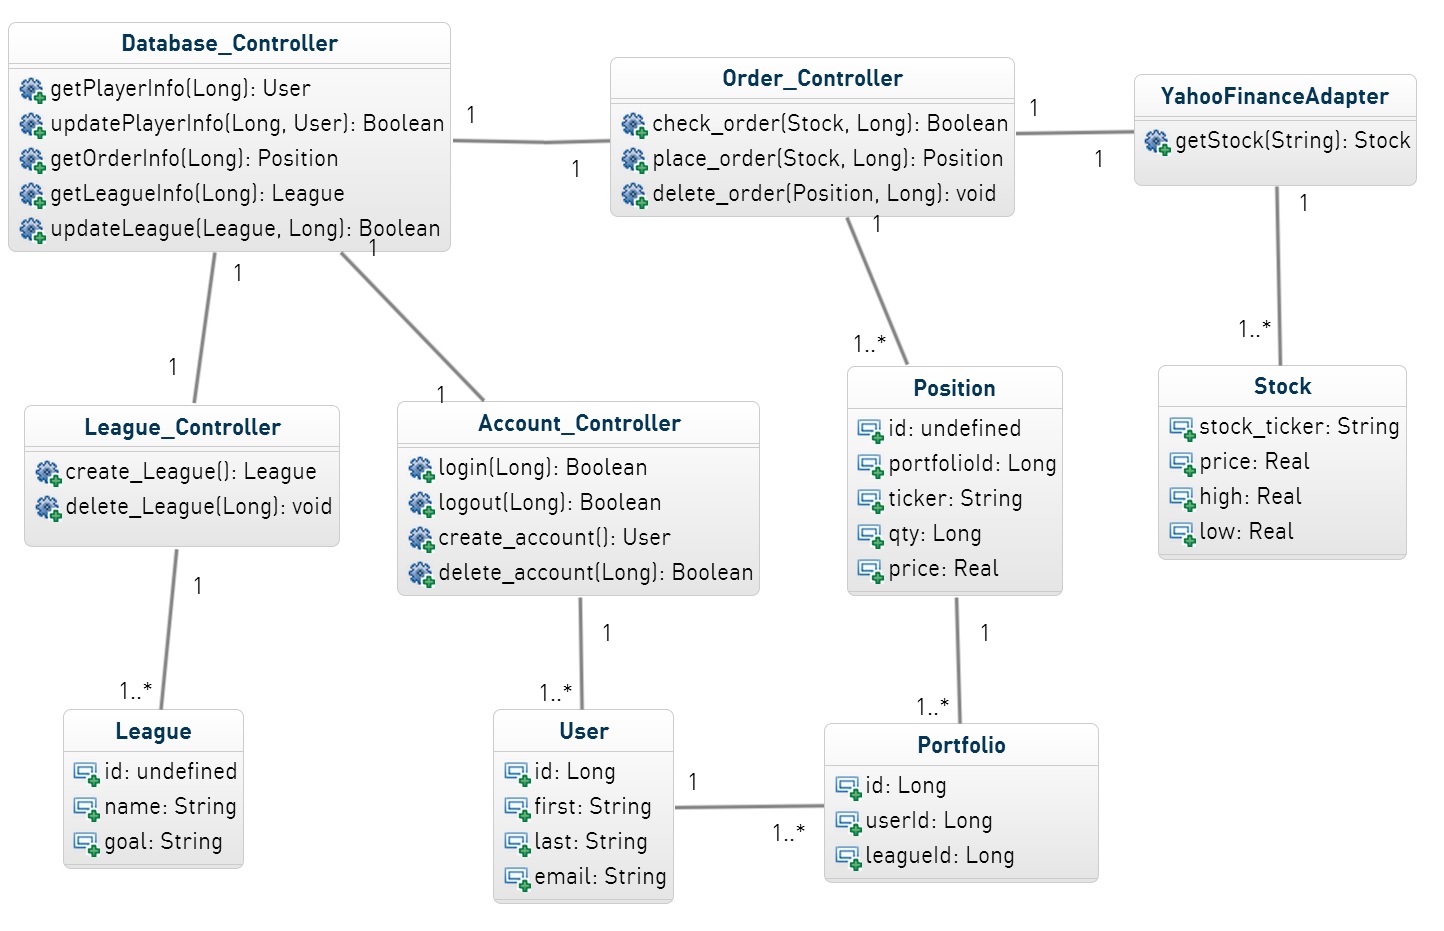 Database_Controller
getPlayerInfo(Long): User
updatePlayerInfo(Long, User): Boolean
getOrderInfo(Long): Position
getLeagueInfo(Long): League
updateLeague(League, Long): Boolean
1
1
Order_Controller
check_order(Stock, Long): Boolean
place_order(Stock, Long): Position
delete_order(Position, Long): void
1
1
YahooFinanceAdapter
getStock(String): Stock
1
1
1
1
1..*
1..*
1
1
League_Controller
create_League(): League
delete_League(Long): void
Account_Controller
login(Long): Boolean
logout(Long): Boolean
create_account(): User
delete_account(Long): Boolean
Position
id: undefined
portfolioId: Long
ticker: String
qty: Long
price: Real
Stock
stock_ticker: String
price: Real
high: Real
low: Real
1
1
1
1..*
1..*
1..*
League
id: undefined
name: String
goal: String
User
id: Long
first: String
last: String
email: String
1
1..*
Portfolio
id: Long
userId: Long
leagueId: Long